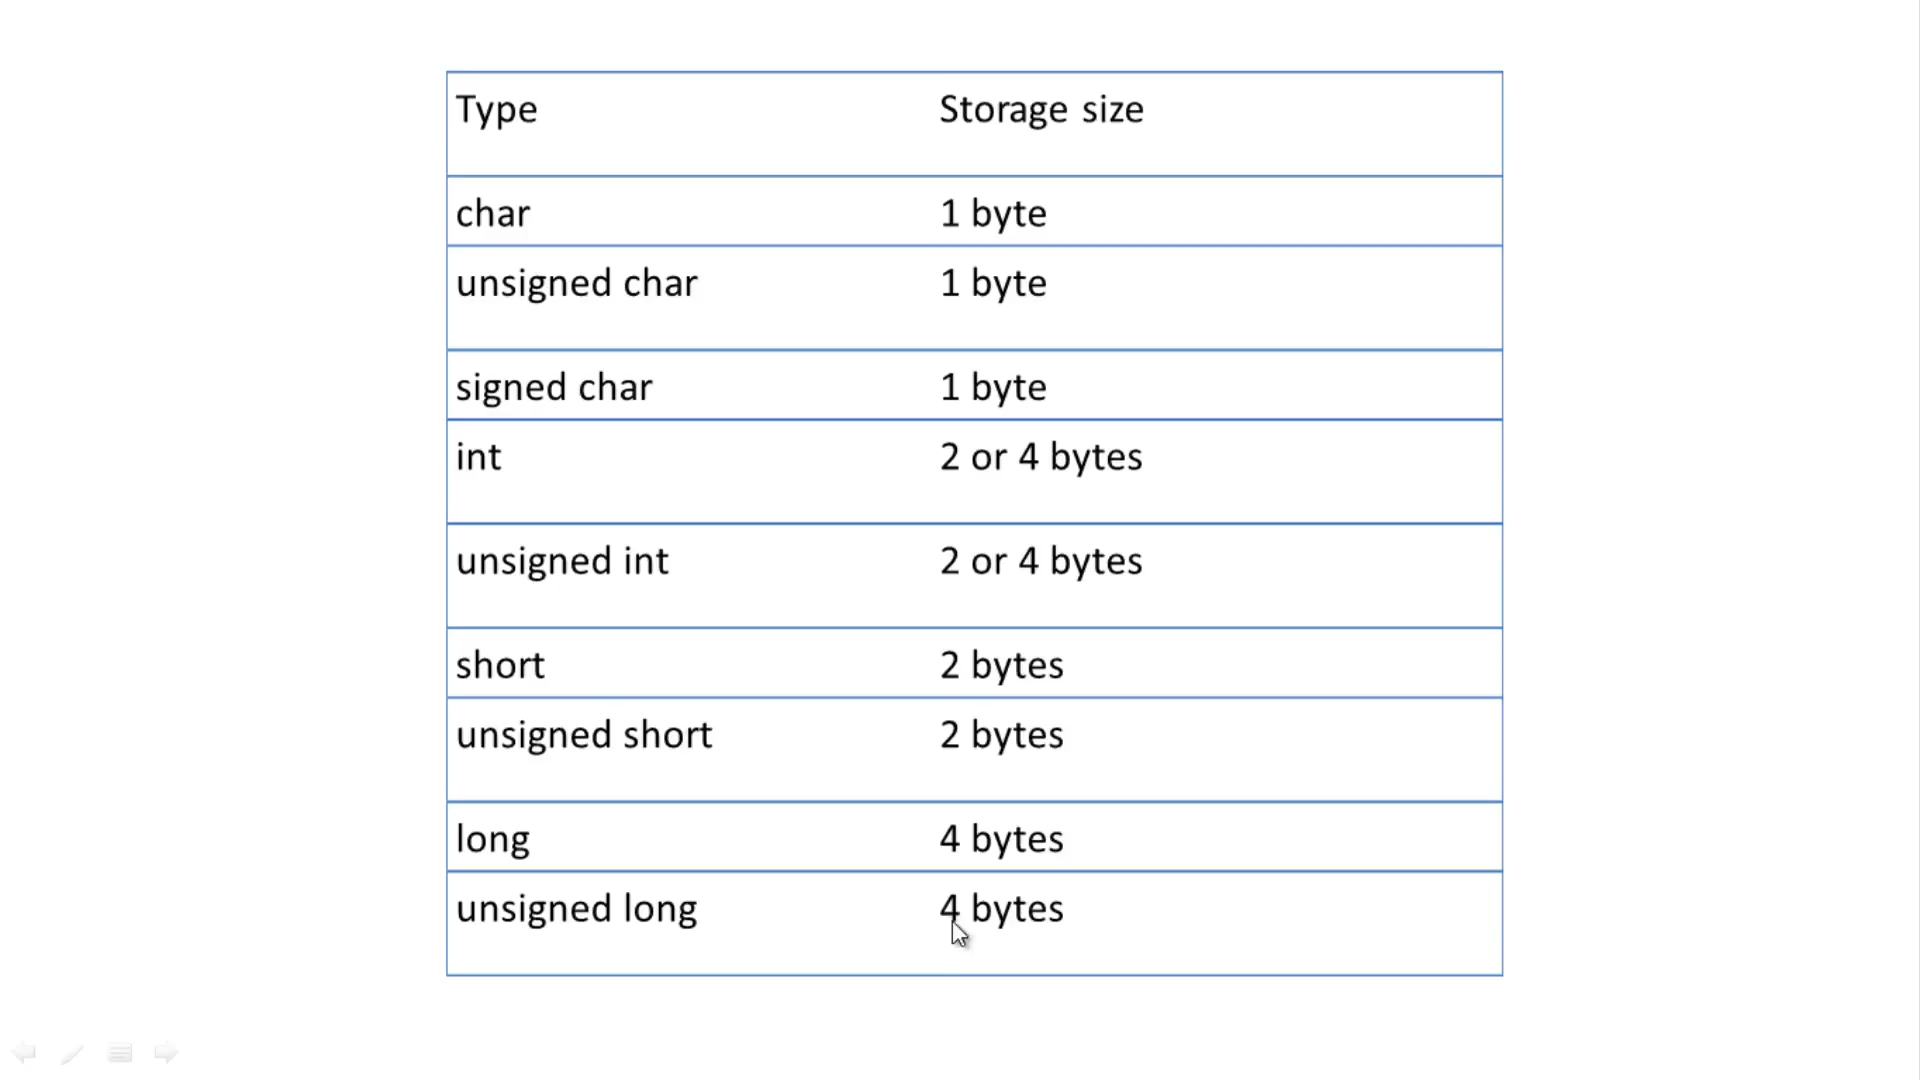 Type Storage size
char 1 byte
unsigned char 1 byte
signed char 1 byte
int 2 or 4 bytes
unsigned int 2 or 4 bytes
short 2 bytes
unsigned short 2 bytes
long 4 bytes
unsigned long 4 bytes